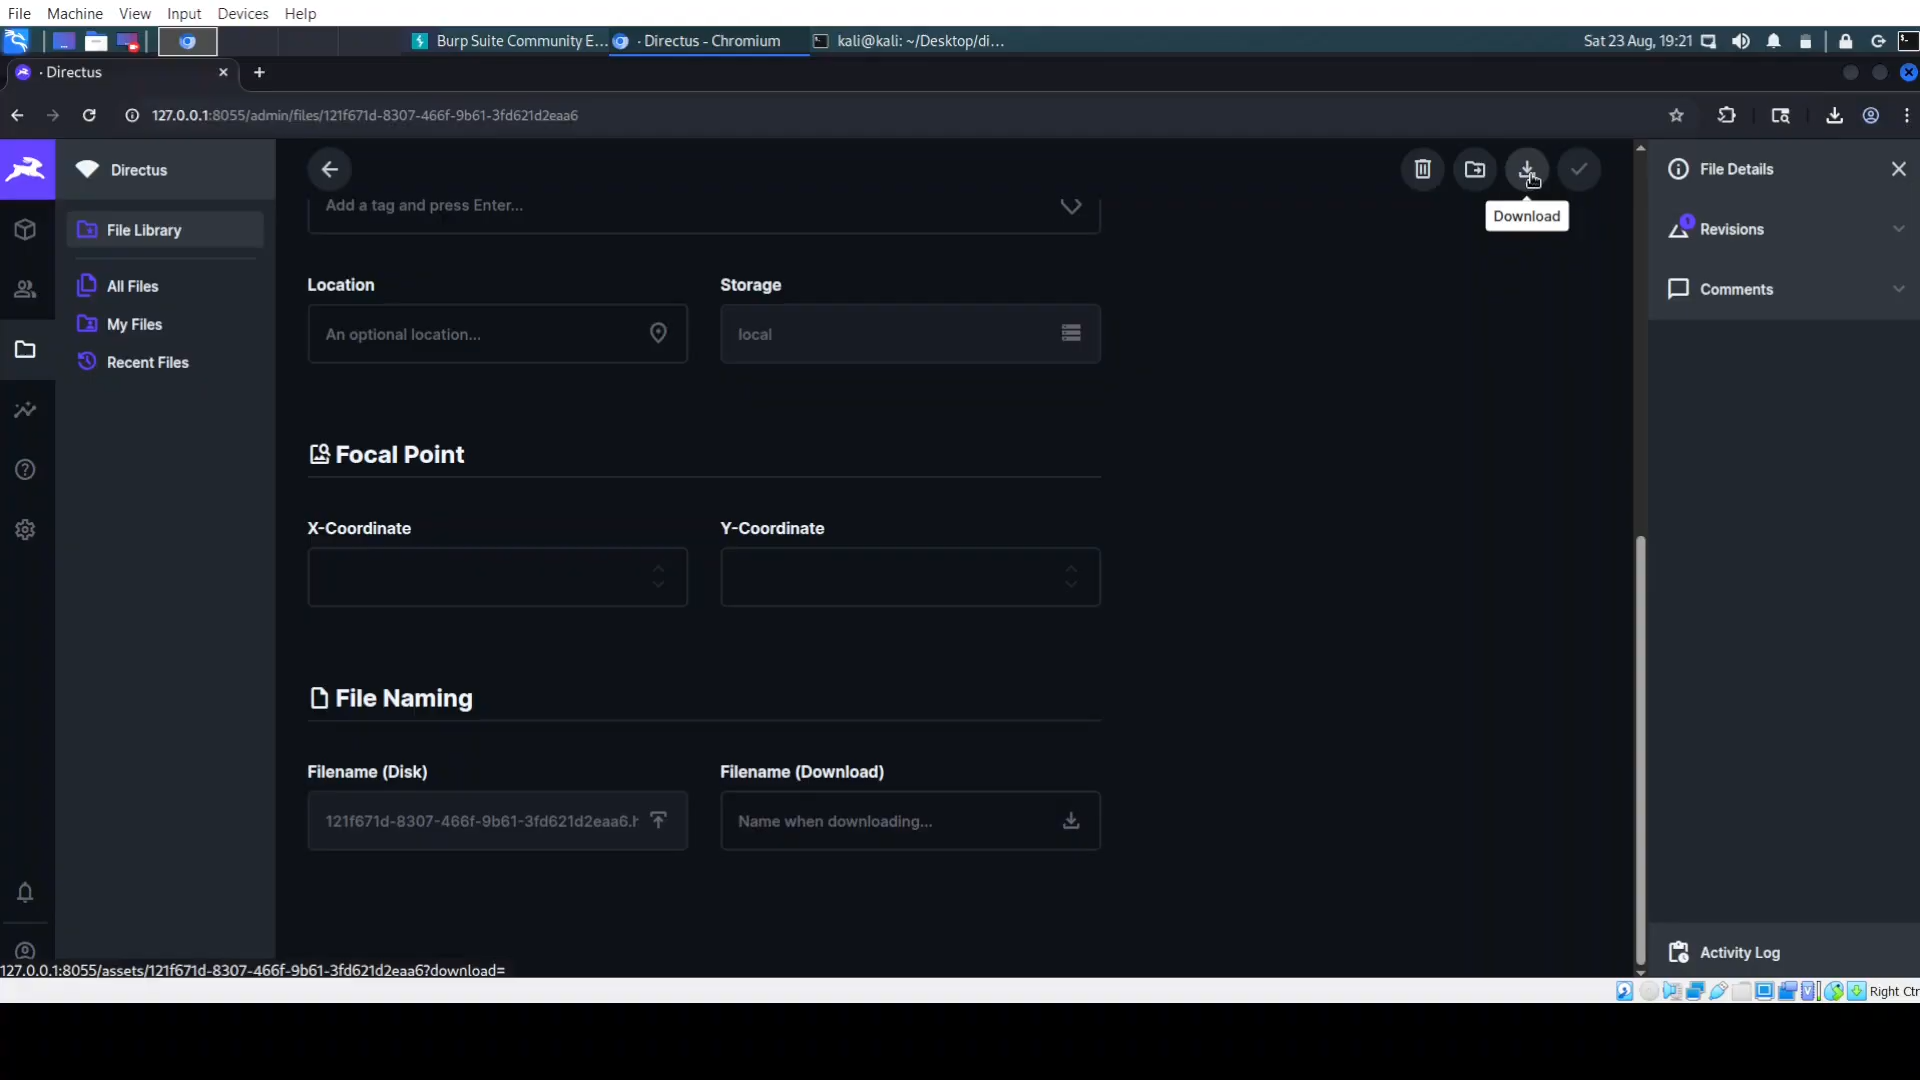 File Machine View Input Devices Help
Burp Suite Community E... · Directus - Chromium kali@kali: ~/Desktop/di... Sat 23 Aug, 19:21
· Directus
127.0.0.1:8055/admin/files/121f671d-8307-466f-9b61-3fd621d2eaa6
Directus
File Library
All Files
My Files
Recent Files
Add a tag and press Enter...
Download
Location Storage
An optional location... local
Focal Point
X-Coordinate Y-Coordinate
File Naming
Filename (Disk) Filename (Download)
121f671d-8307-466f-9b61-3fd621d2eaa6.h Name when downloading...
File Details
1
Revisions
Comments
Activity Log
127.0.0.1:8055/assets/121f671d-8307-466f-9b61-3fd621d2eaa6?download=
Right Ctr